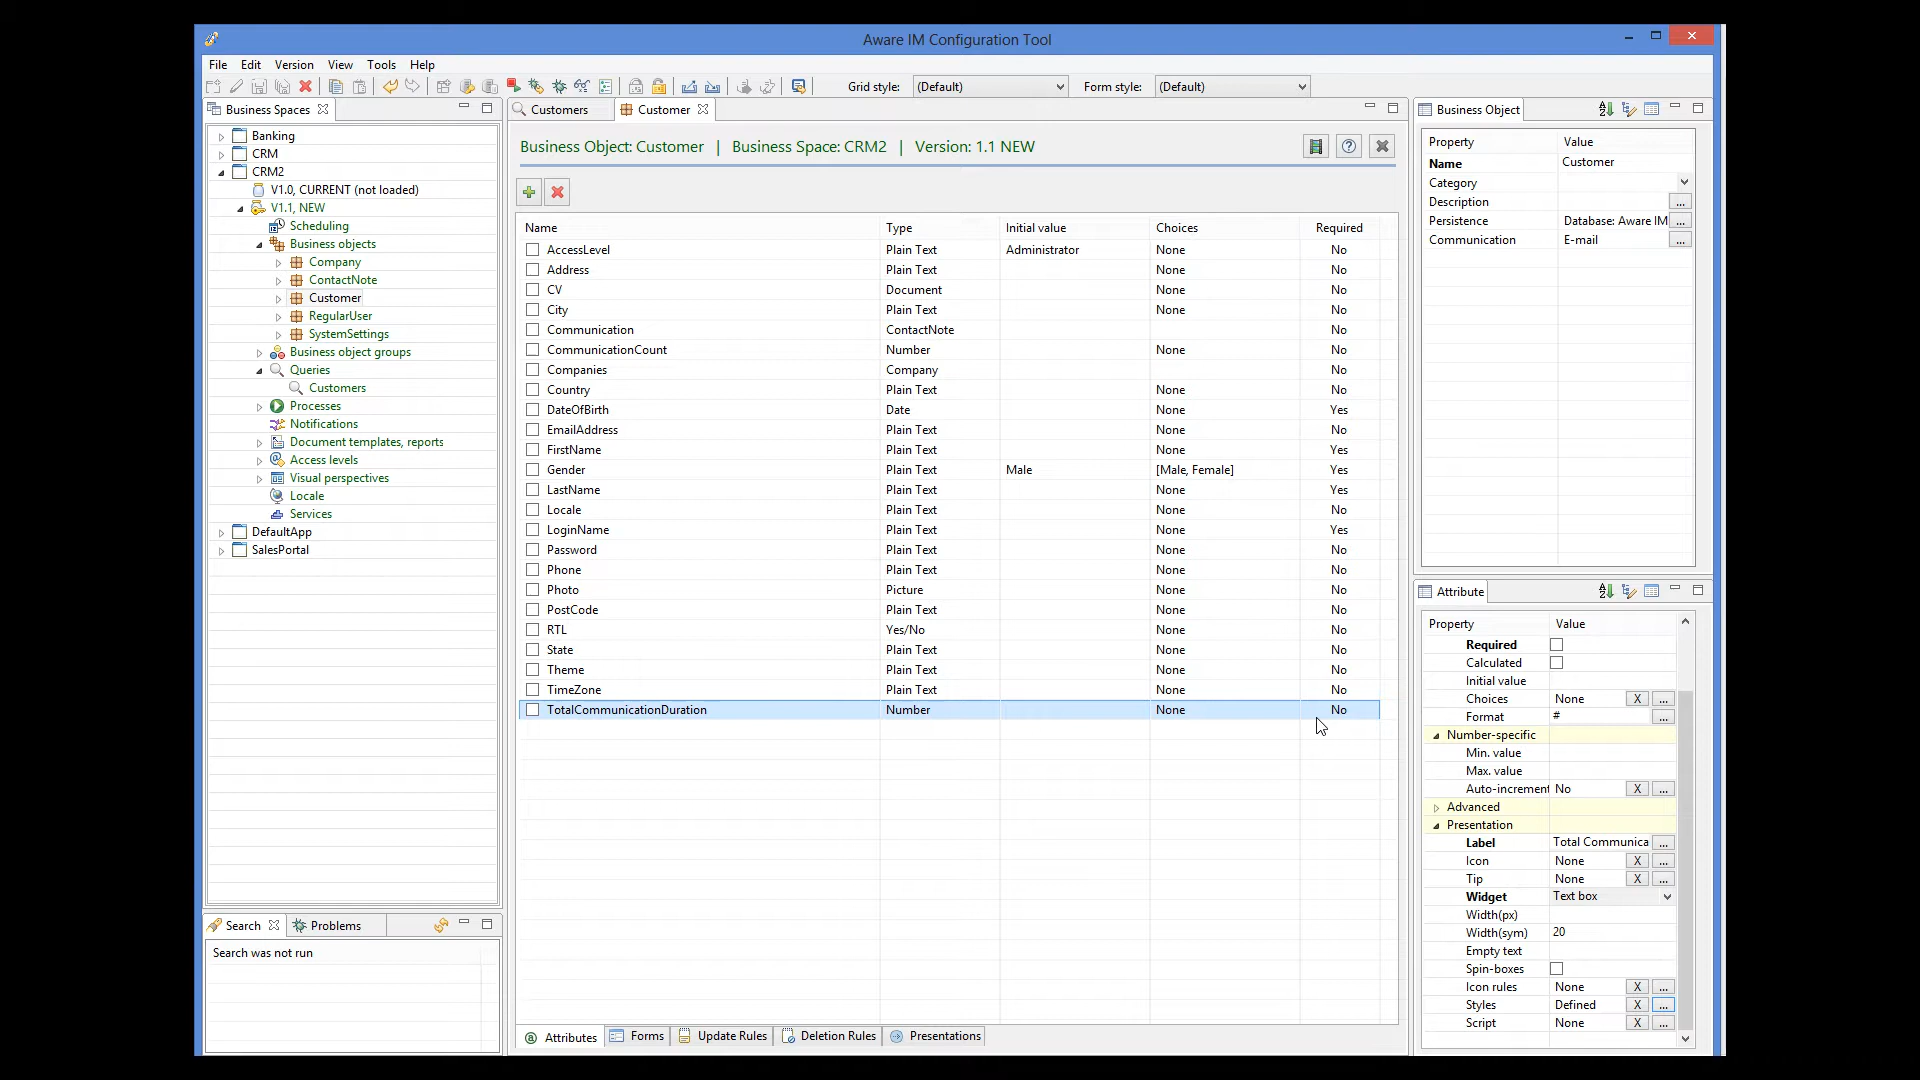 Aware IM Configuration Tool
File Edit Version View Tools Help
Grid style: (Default) Form style: (Default)
Business Spaces
Banking
CRM
CRM2
V1.0, CURRENT (not loaded)
V1.1, NEW
Scheduling
Business objects
Company
ContactNote
Customer
RegularUser
SystemSettings
Business object groups
Queries
Customers
Processes
Notifications
Document templates, reports
Access levels
Visual perspectives
Locale
Services
DefaultApp
SalesPortal
Search Problems
Search was not run
Customers Customer
Business Object: Customer | Business Space: CRM2 | Version: 1.1 NEW
Name Type Initial value Choices Required
AccessLevel Plain Text Administrator None No
Address Plain Text None No
CV Document None No
City Plain Text None No
Communication ContactNote No
CommunicationCount Number None No
Companies Company No
Country Plain Text None No
DateOfBirth Date None Yes
EmailAddress Plain Text None No
FirstName Plain Text None Yes
Gender Plain Text Male [Male, Female] Yes
LastName Plain Text None Yes
Locale Plain Text None No
LoginName Plain Text None Yes
Password Plain Text None No
Phone Plain Text None No
Photo Picture None No
PostCode Plain Text None No
RTL Yes/No None No
State Plain Text None No
Theme Plain Text None No
TimeZone Plain Text None No
TotalCommunicationDuration Number None No
Attributes Forms Update Rules Deletion Rules Presentations
Business Object
Property Value
Name Customer
Category
Description ...
Persistence Database: Aware IM ...
Communication E-mail ...
Attribute
Property Value
Required
Calculated
Initial value
Choices None X ...
Format # ...
Number-specific
Min. value
Max. value
Auto-increment No X ...
Advanced
Presentation
Label Total Communica ...
Icon None X ...
Tip None X ...
Widget Text box
Width(px)
Width(sym) 20
Empty text
Spin-boxes
Icon rules None X ...
Styles Defined X ...
Script None X ...